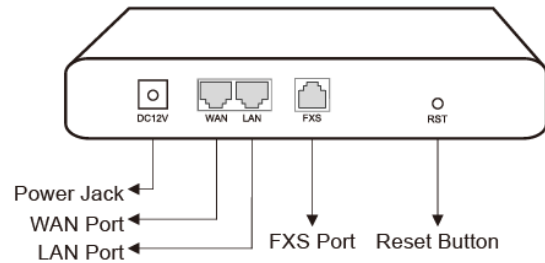 DC12V WAN LAN FXS RST
Power Jack
WAN Port
LAN Port
FXS Port Reset Button